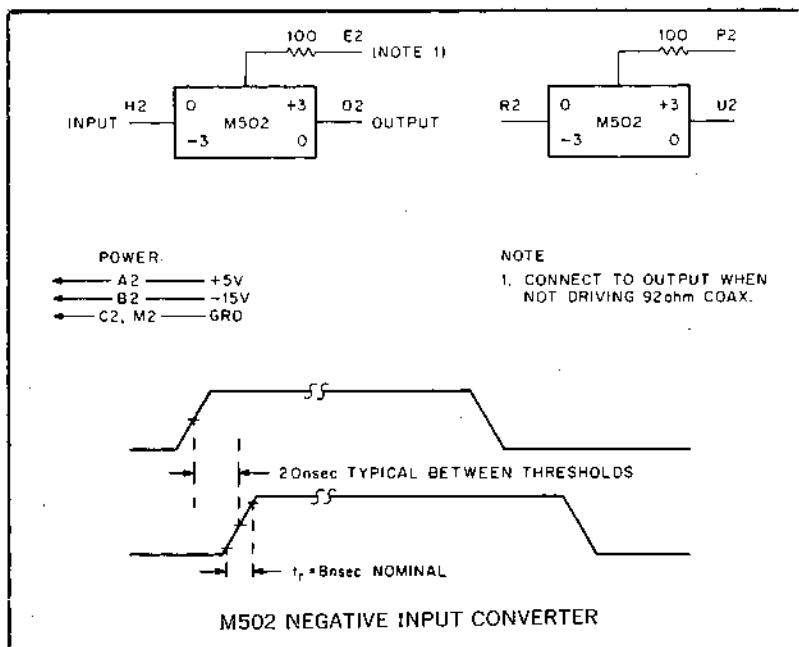 100 E2
(NOTE 1)
H2 0 +3 D2
INPUT M502 OUTPUT
-3 0
100 P2
R2 0 +3 U2
M502
-3 0
POWER:
A2 +5V
B2 -15V
C2, M2 GRD
NOTE
1. CONNECT TO OUTPUT WHEN
NOT DRIVING 92ohm COAX.
20nsec TYPICAL BETWEEN THRESHOLDS
tr = 8nsec NOMINAL
M502 NEGATIVE INPUT CONVERTER